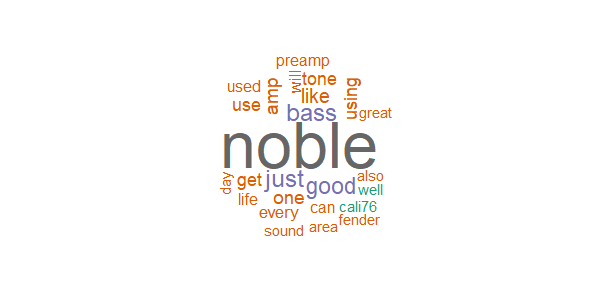 preamp
will
tone
used
amp
like
using
use
bass
great
noble
day
get
just
good
also
well
life
one
every
can
cali76
fender
area
sound